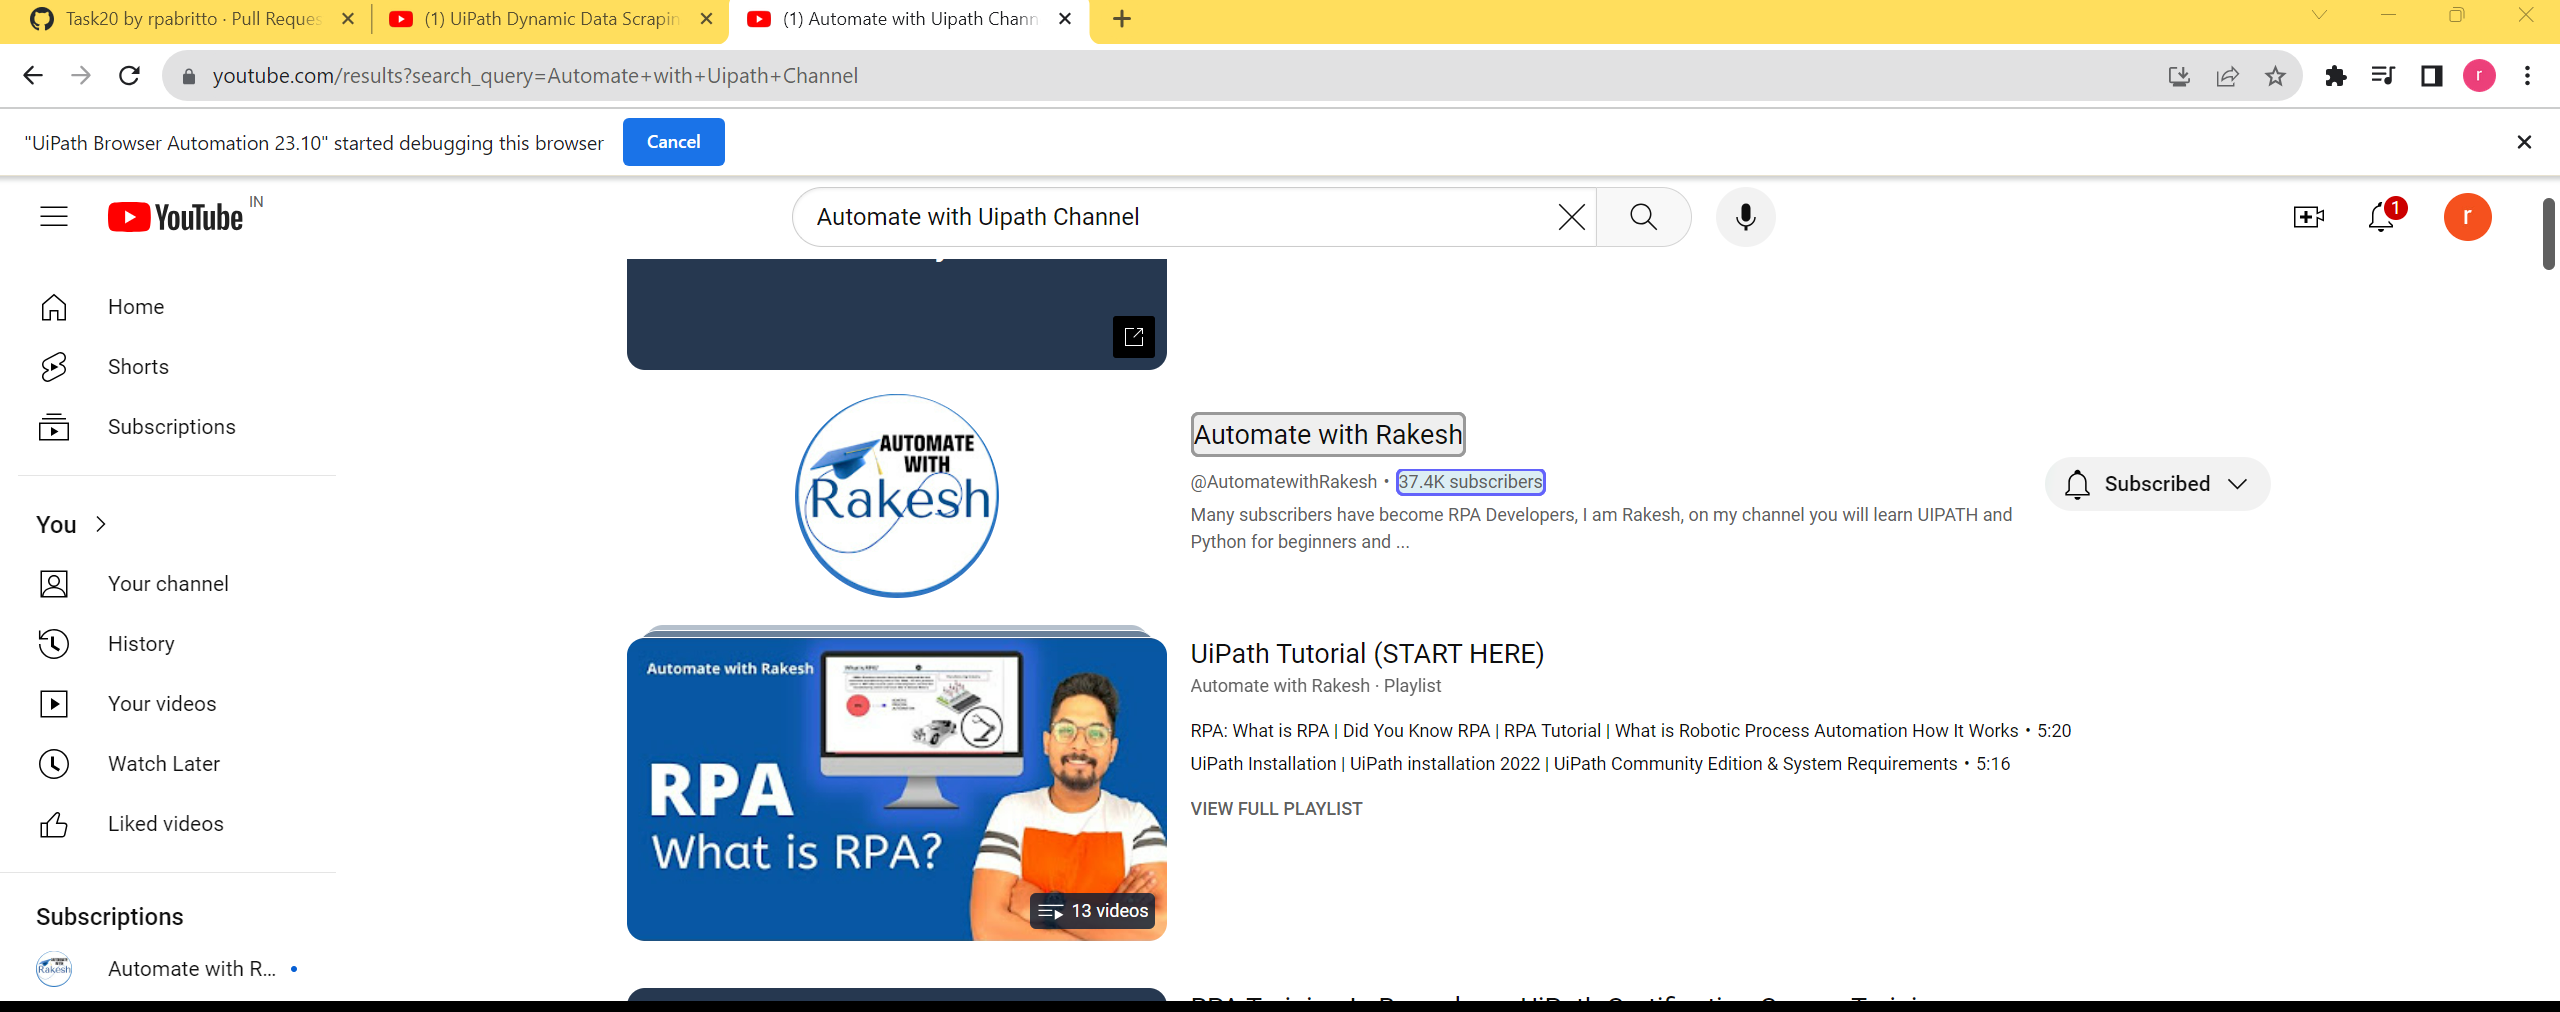 Task20 by rpabritto · Pull Reques
(1) UiPath Dynamic Data Scrapin
(1) Automate with Uipath Chann
youtube.com/results?search_query=Automate+with+Uipath+Channel
r
"UiPath Browser Automation 23.10" started debugging this browser
Cancel
YouTube IN
Automate with Uipath Channel
1
r
Home
Shorts
Subscriptions
You
Your channel
History
Your videos
Watch Later
Liked videos
Subscriptions
Automate with R...
AUTOMATE
WITH
Rakesh
Automate with Rakesh
@AutomatewithRakesh • 37.4K subscribers
Many subscribers have become RPA Developers, I am Rakesh, on my channel you will learn UIPATH and
Python for beginners and ...
Subscribed
Automate with Rakesh
RPA
What is RPA?
13 videos
UiPath Tutorial (START HERE)
Automate with Rakesh · Playlist
RPA: What is RPA | Did You Know RPA | RPA Tutorial | What is Robotic Process Automation How It Works • 5:20
UiPath Installation | UiPath installation 2022 | UiPath Community Edition & System Requirements • 5:16
VIEW FULL PLAYLIST